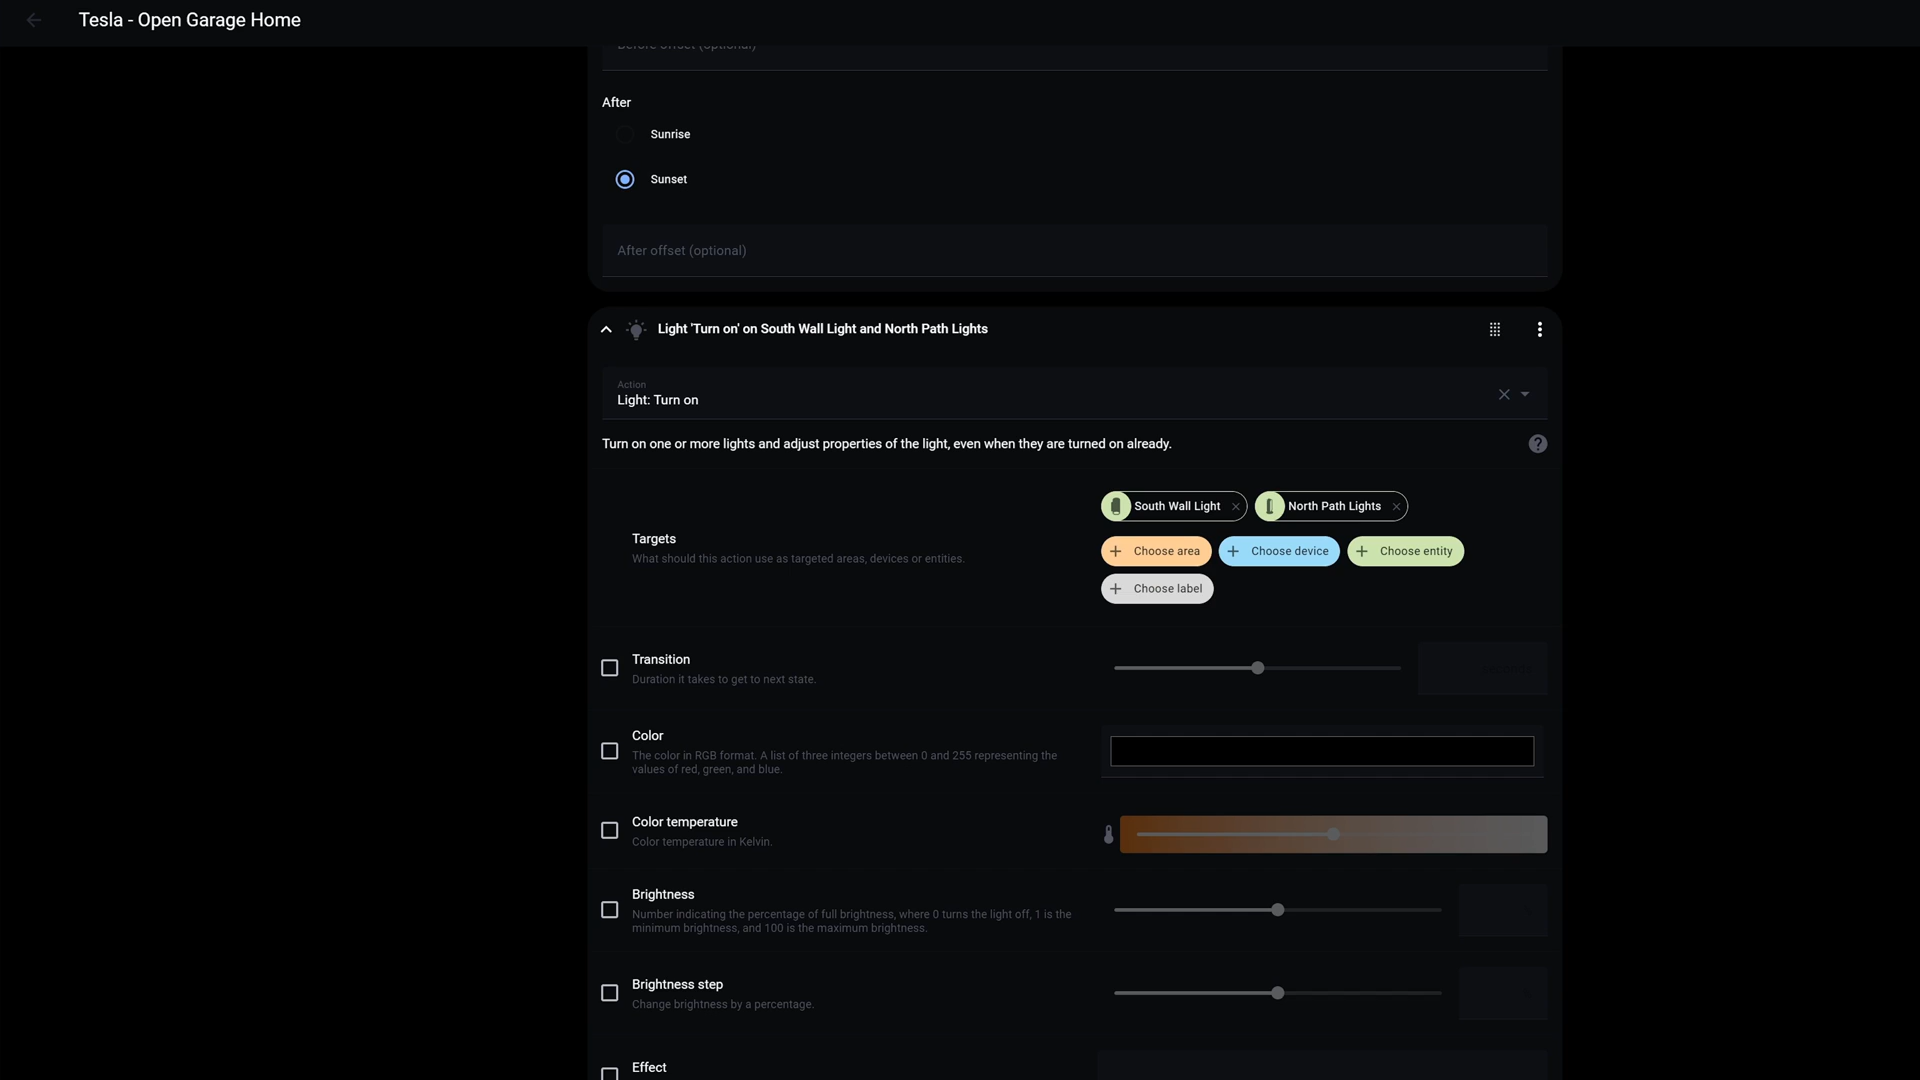 Tesla - Open Garage Home
Before offset (optional)
After
Sunrise
Sunset
After offset (optional)
Light 'Turn on' on South Wall Light and North Path Lights
Action
Light: Turn on
Turn on one or more lights and adjust properties of the light, even when they are turned on already.
South Wall Light
North Path Lights
Targets
What should this action use as targeted areas, devices or entities.
Choose area
Choose device
Choose entity
Choose label
Transition
Duration it takes to get to next state.
Color
The color in RGB format. A list of three integers between 0 and 255 representing the
values of red, green, and blue.
Color temperature
Color temperature in Kelvin.
Brightness
Number indicating the percentage of full brightness, where 0 turns the light off, 1 is the
minimum brightness, and 100 is the maximum brightness.
Brightness step
Change brightness by a percentage.
Effect